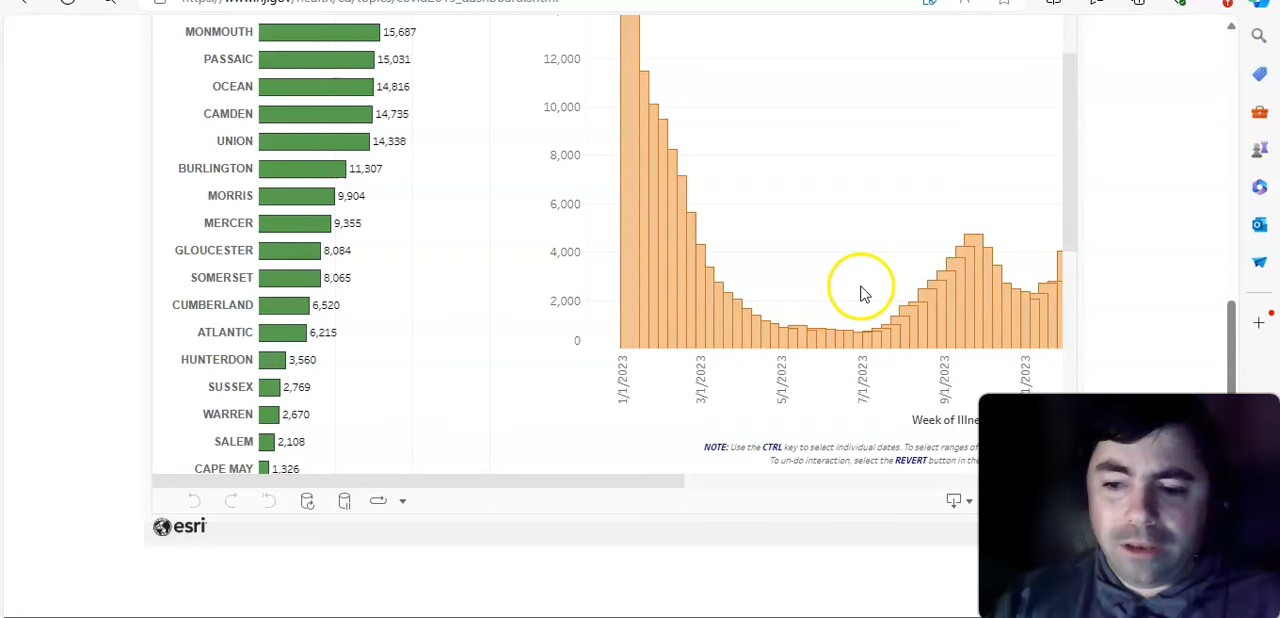 MONMOUTH 15,687
PASSAIC 15,031
OCEAN 14,816
CAMDEN 14,735
UNION 14,338
BURLINGTON 11,307
MORRIS 9,904
MERCER 9,355
GLOUCESTER 8,084
SOMERSET 8,065
CUMBERLAND 6,520
ATLANTIC 6,215
HUNTERDON 3,560
SUSSEX 2,769
WARREN 2,670
SALEM 2,108
CAPE MAY 1,326
12,000
10,000
8,000
6,000
4,000
2,000
0
1/1/2023
3/1/2023
5/1/2023
7/1/2023
9/1/2023
/1/2023
Week of Illne
NOTE: Use the CTRL key to select individual dates. To select ranges of
To un-do interaction, select the REVERT button in the
esri